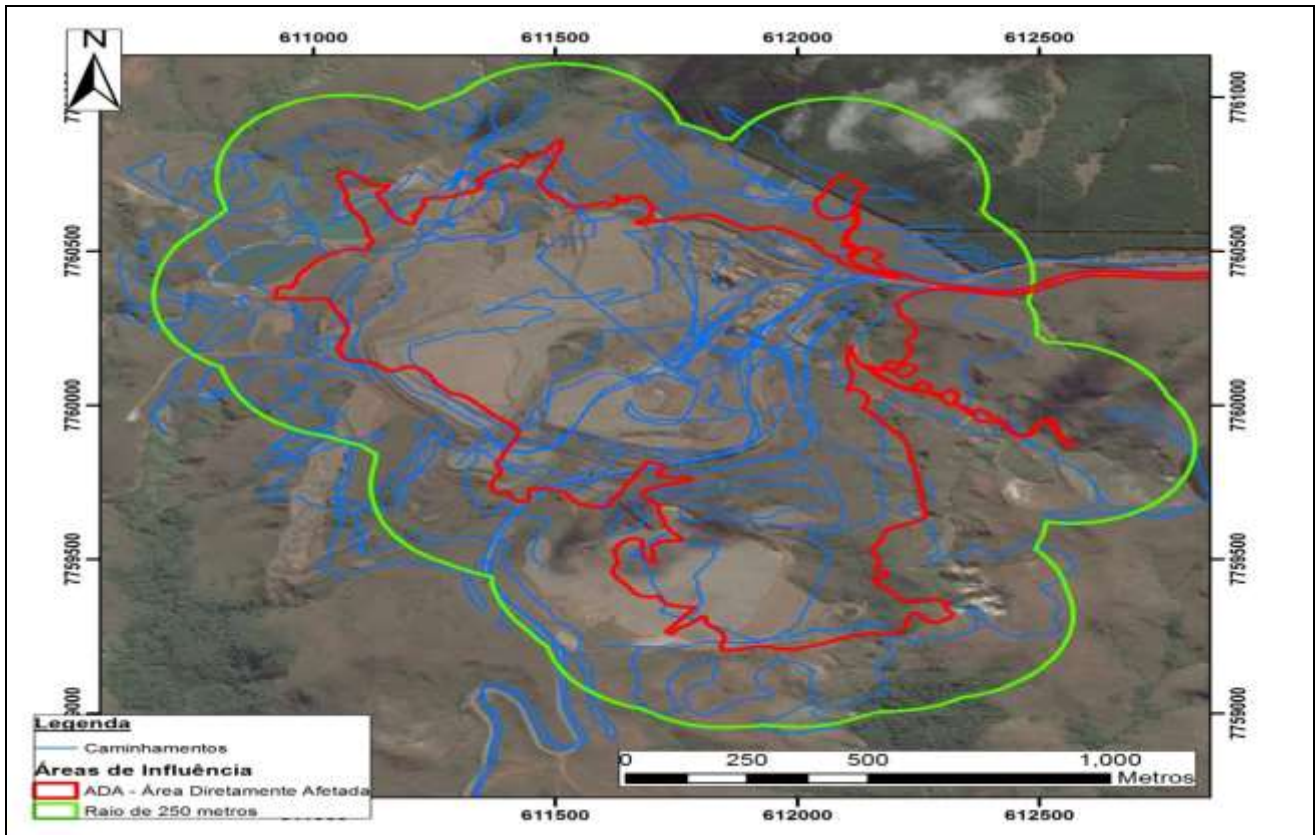 N
611000 611500 612000 612500
7761000
7760500 7760500
7760000 7760000
7759500 7759500
7759000
Legenda
Caminhamentos
Áreas de Influência
ADA - Área Diretamente Afetada
Raio de 250 metros
0 250 500 1.000
Metros
611500 612000 612500